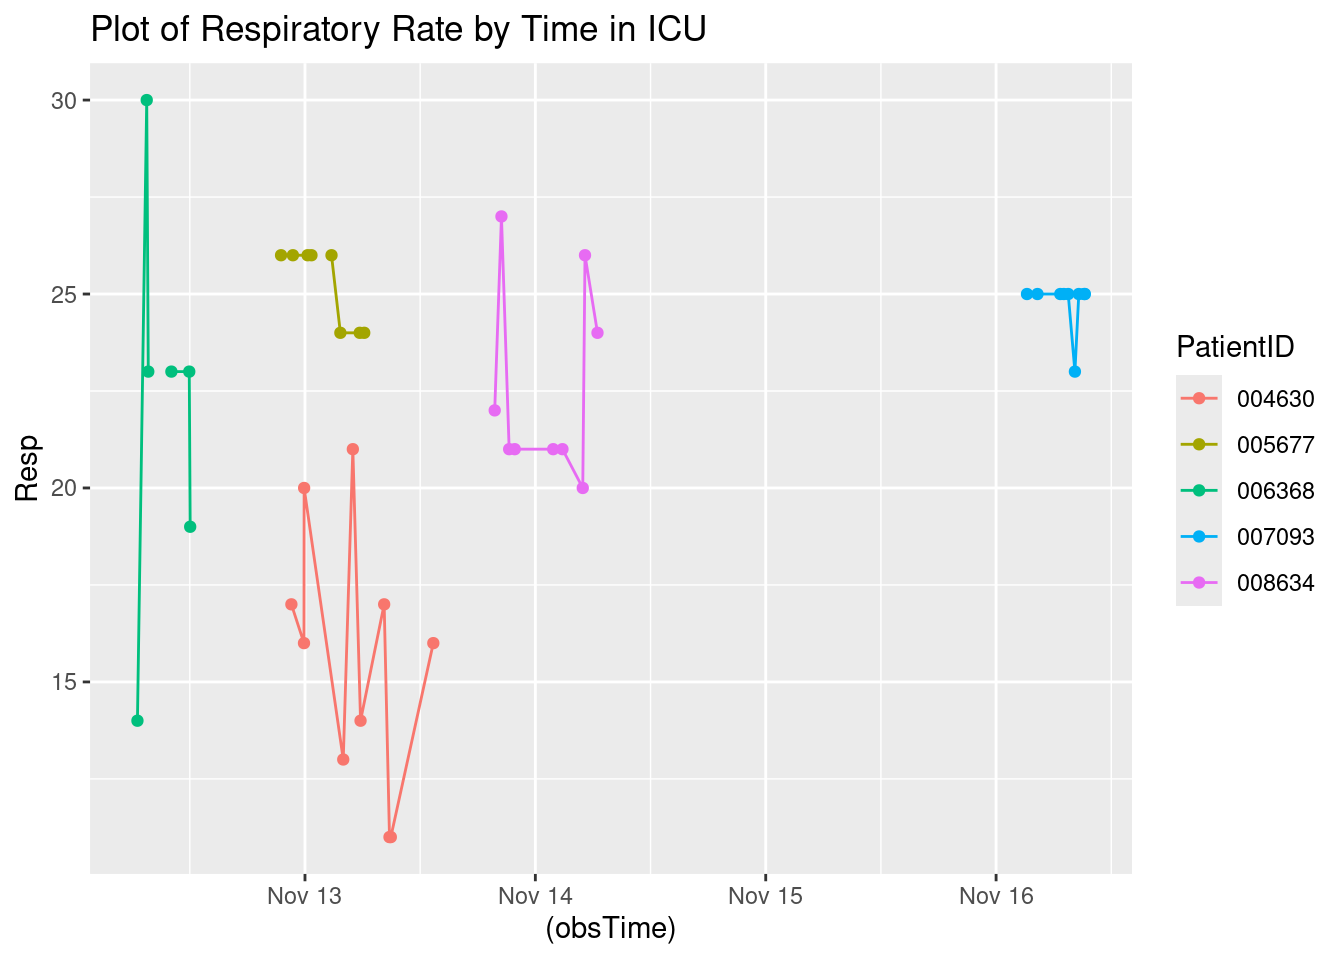 Plot of Respiratory Rate by Time in ICU
30
25
20
15
Resp
Nov 13
Nov 14
Nov 15
Nov 16
(obsTime)
PatientID
004630
005677
006368
007093
008634